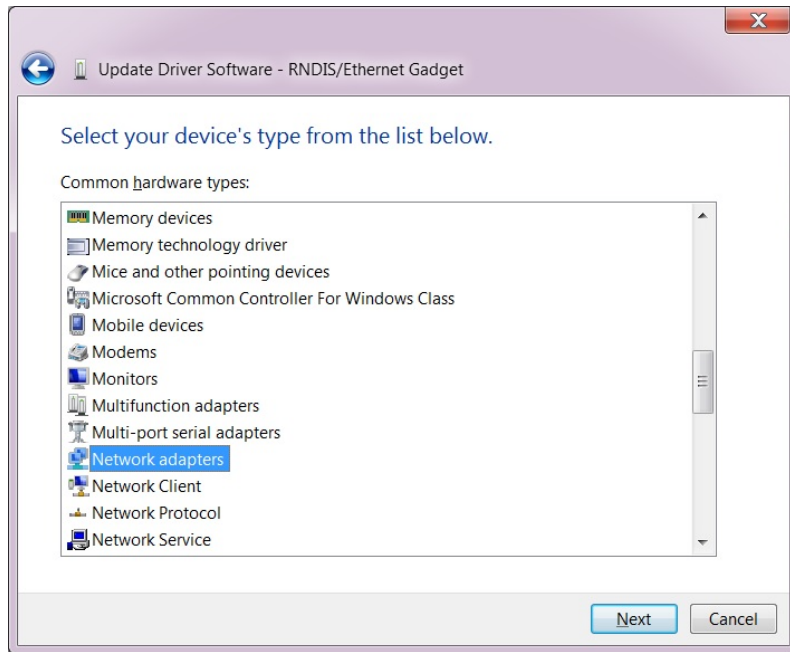 Update Driver Software - RNDIS/Ethernet Gadget
Select your device's type from the list below.
Common hardware types:
Memory devices
Memory technology driver
Mice and other pointing devices
Microsoft Common Controller For Windows Class
Mobile devices
Modems
Monitors
Multifunction adapters
Multi-port serial adapters
Network adapters
Network Client
Network Protocol
Network Service
Next
Cancel